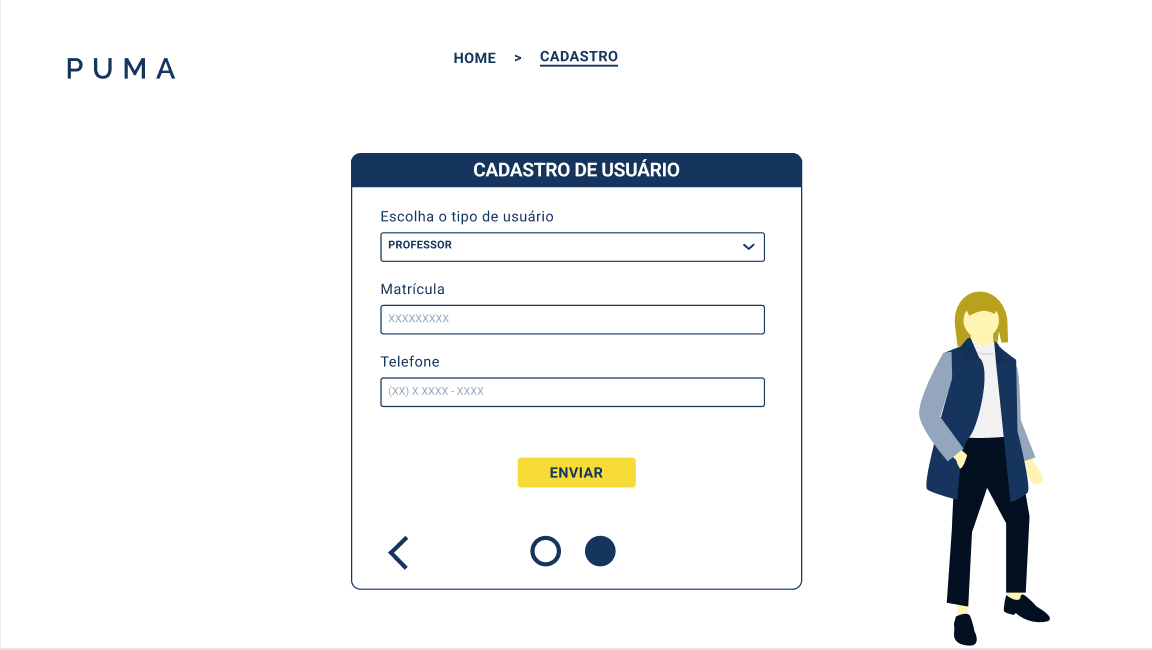 PUMA
HOME > CADASTRO
CADASTRO DE USUÁRIO
Escolha o tipo de usuário
PROFESSOR
Matrícula
XXXXXXXXX
Telefone
(XX) X XXXX - XXXX
ENVIAR